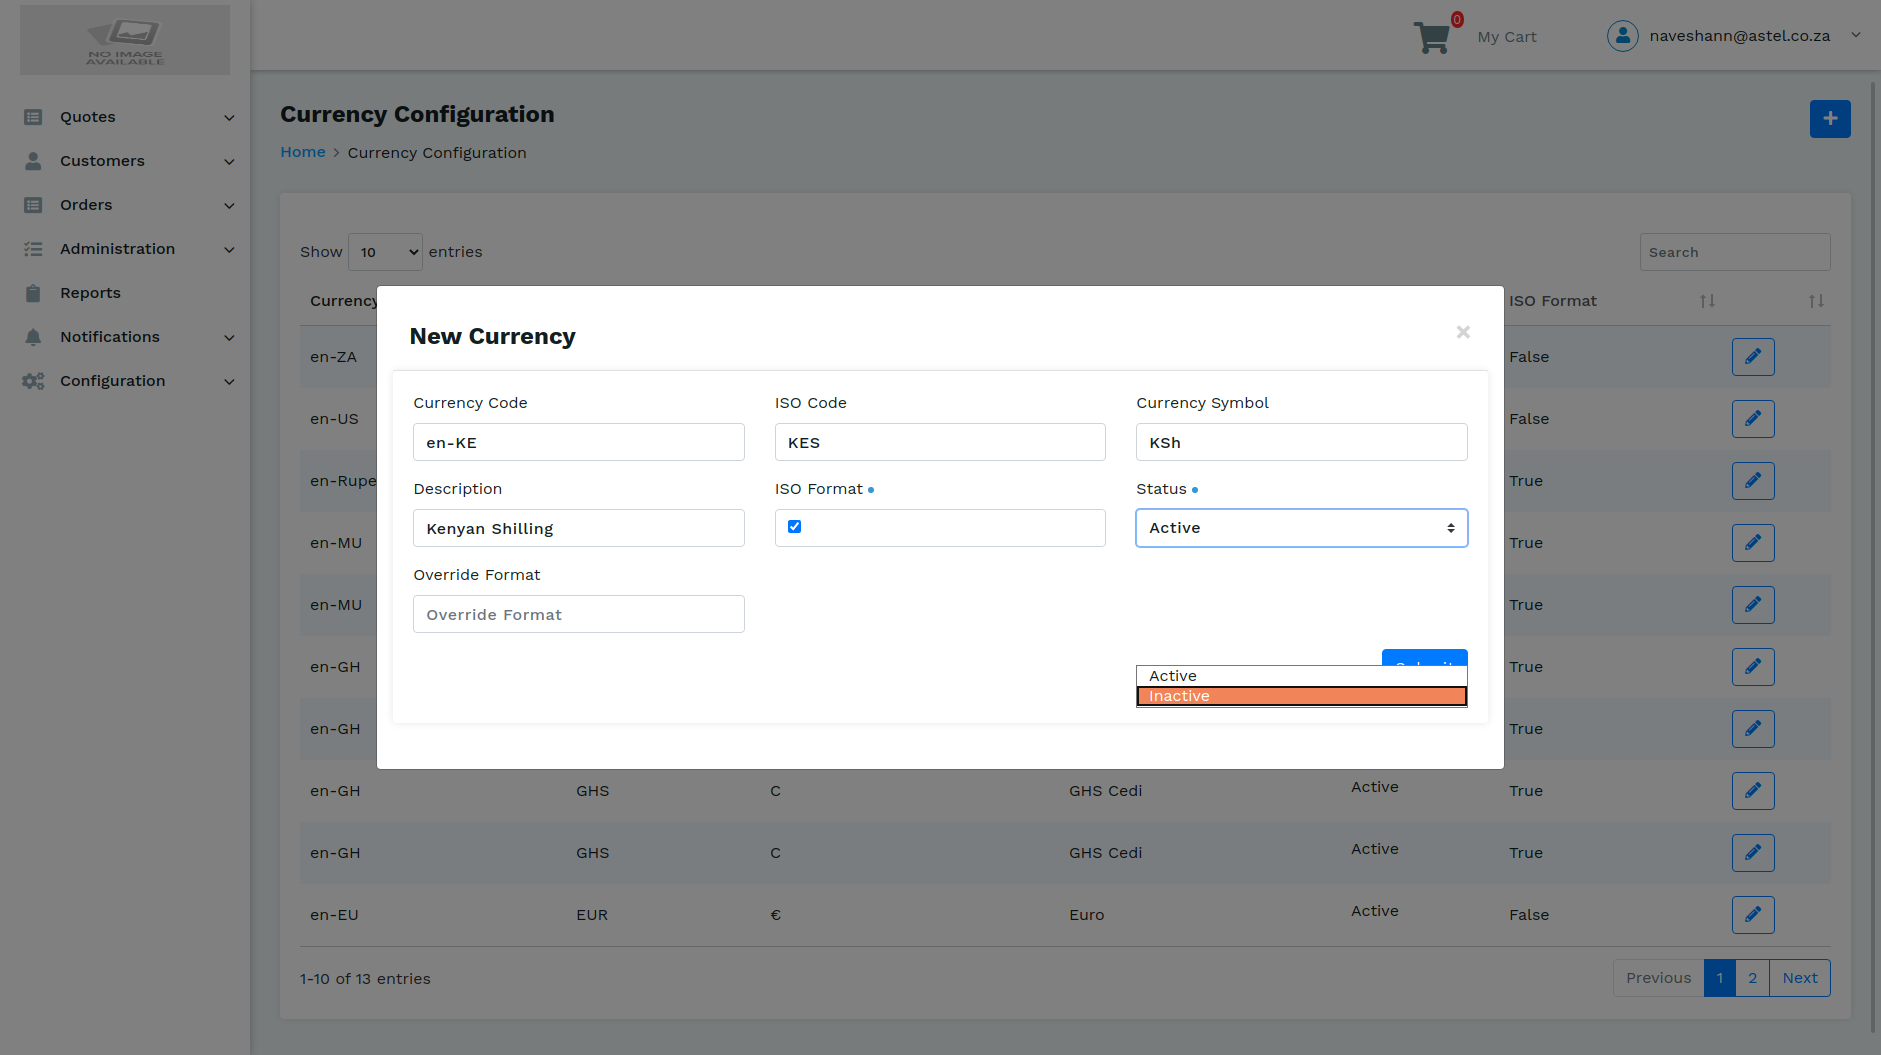 NO IMAGE
AVAILABLE
0
My Cart
naveshann@astel.co.za
Quotes
Customers
Orders
Administration
Reports
Notifications
Configuration
Currency Configuration
Home > Currency Configuration
Show 10 entries
Search
Currency
ISO Format
en-ZA
False
en-US
False
en-Rupe
True
en-MU
True
en-MU
True
en-GH
True
en-GH
True
New Currency
Currency Code
ISO Code
Currency Symbol
en-KE
KES
KSh
Description
ISO Format
Status
Kenyan Shilling
Active
Override Format
Override Format
Submit
Active
Inactive
en-GH GHS C GHS Cedi Active True
en-GH GHS C GHS Cedi Active True
en-EU EUR € Euro Active False
1-10 of 13 entries
Previous 1 2 Next